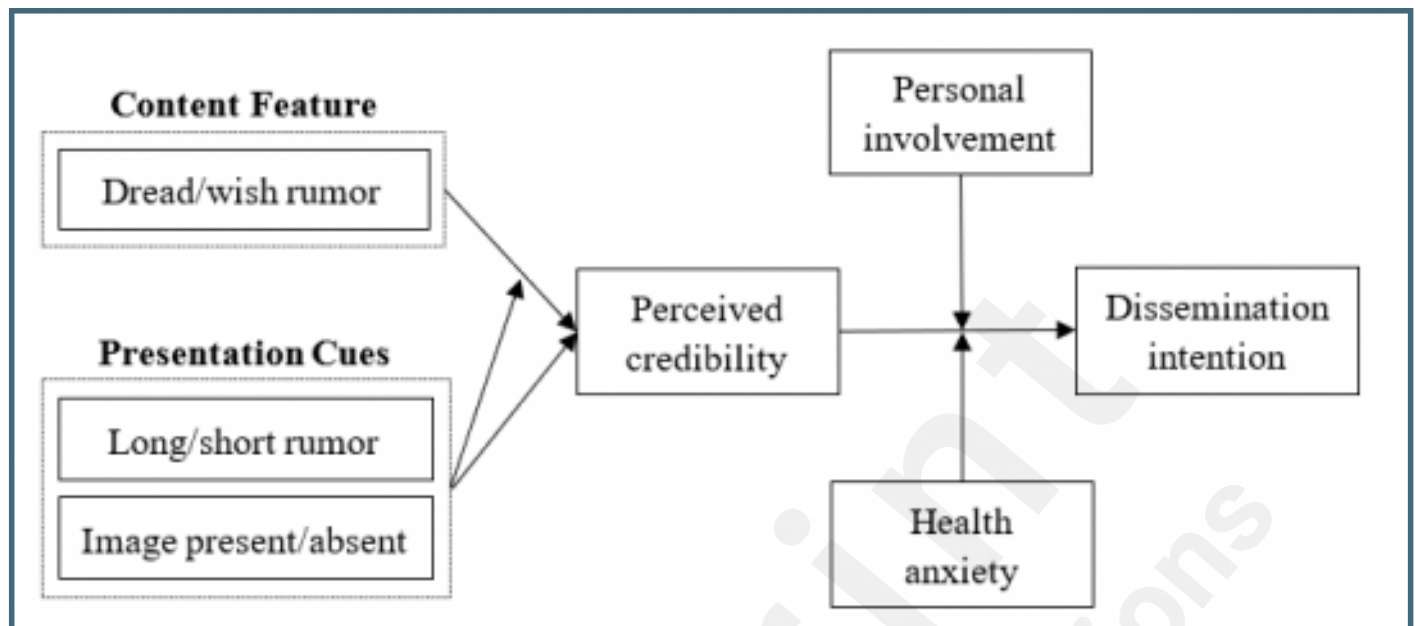 Content Feature
Dread/wish rumor
Presentation Cues
Long/short rumor
Image present/absent
Perceived
credibility
Personal
involvement
Health
anxiety
Dissemination
intention